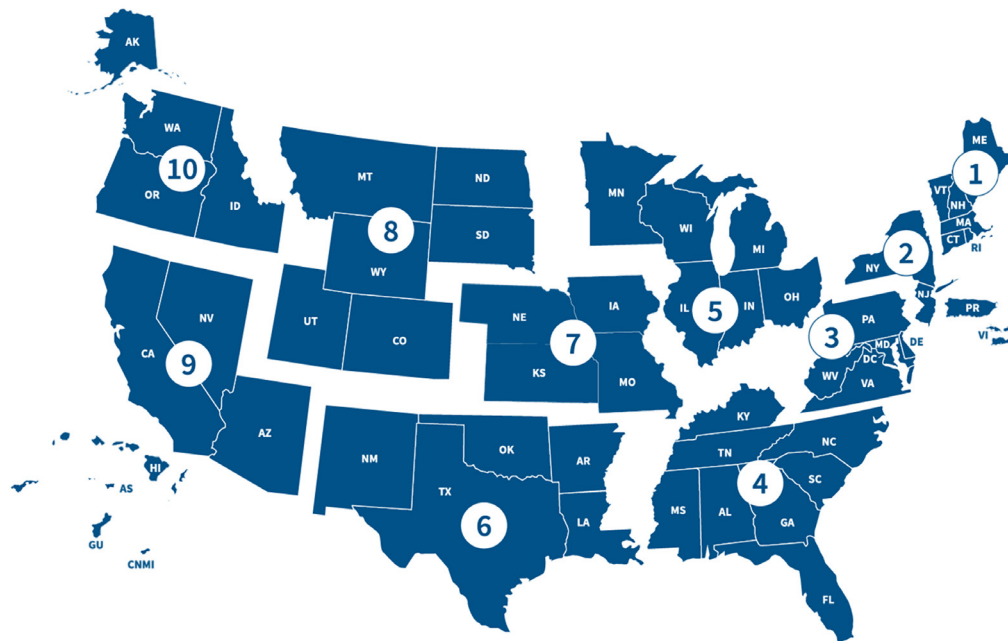 AK
WA
10
OR
ID
MT
ND
8
SD
WY
MN
WI
MI
ME
1
VT
NH
MA
CT
RI
2
NY
NJ
PR
VI
UT
CO
NV
CA
9
AZ
NE
IA
7
KS
MO
IL
5
IN
OH
3
PA
MD
DE
DC
WV
VA
KY
TN
NC
SC
4
MS
AL
GA
FL
NM
OK
TX
6
AR
LA
HI
AS
GU
CNMI